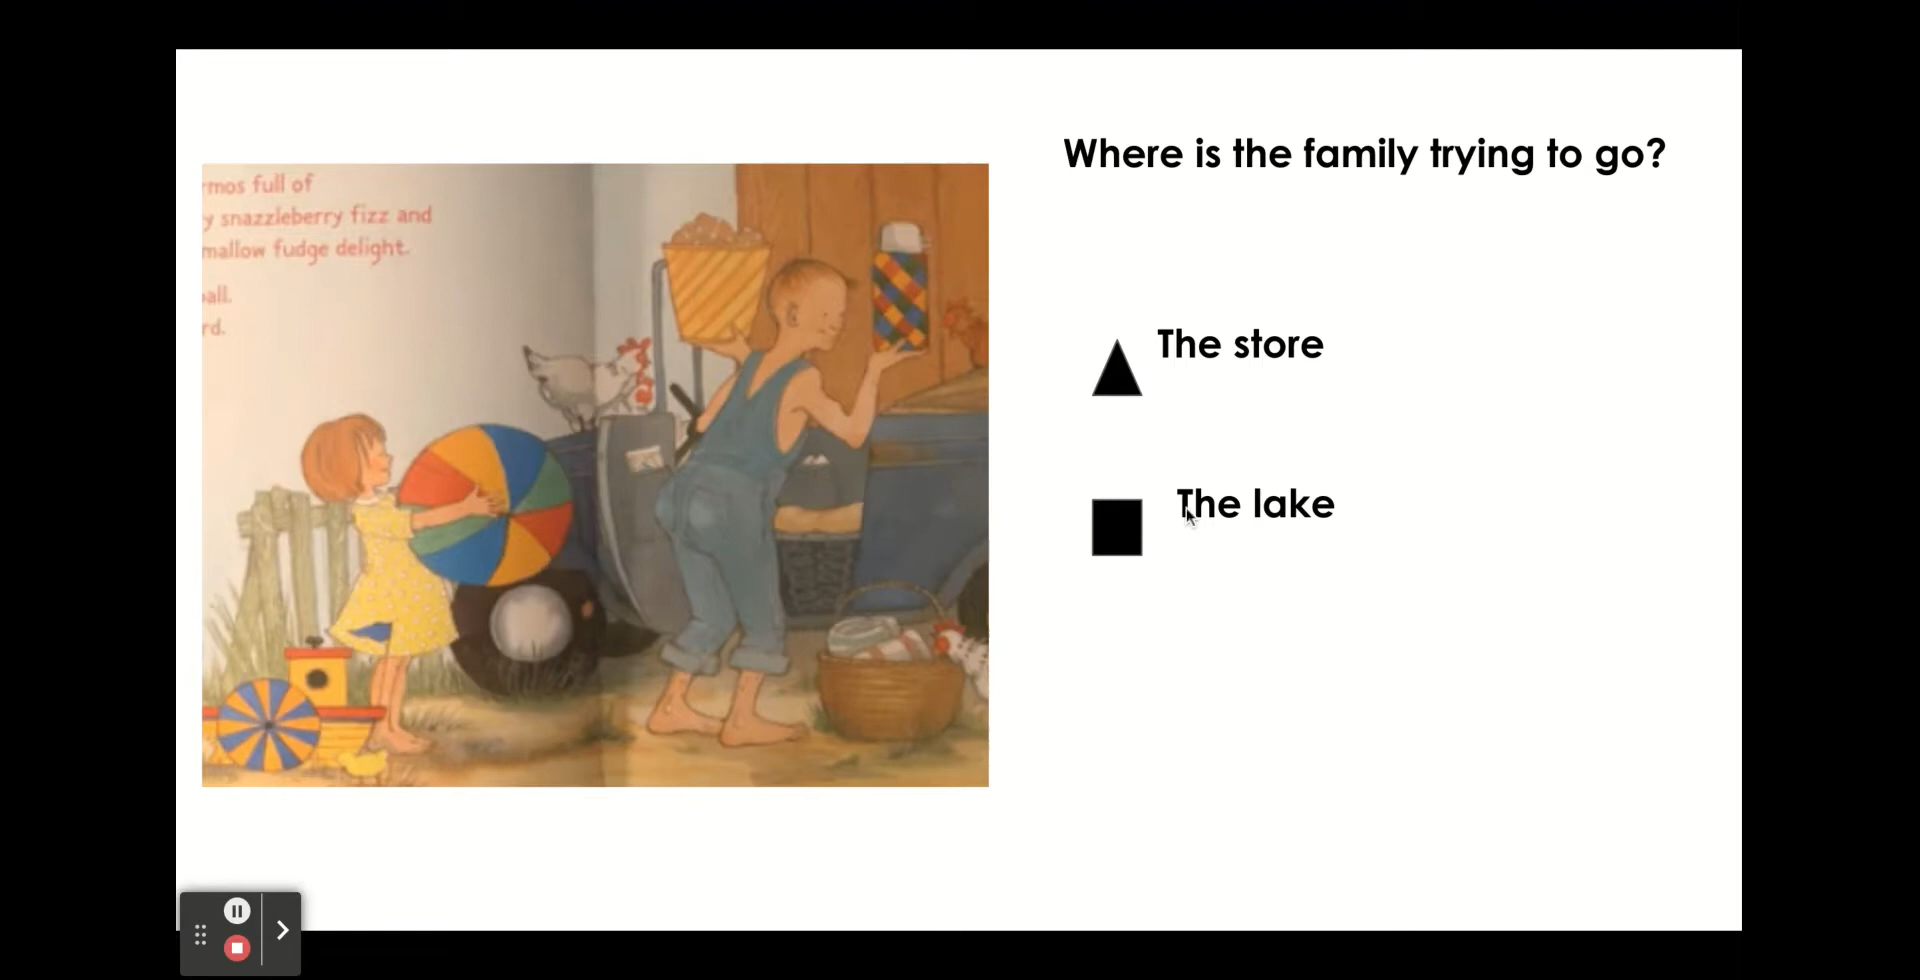 mos full of
y snazzleberry fizz and
mallow fudge delight.
all.
rd.
Where is the family trying to go?
The store
The lake